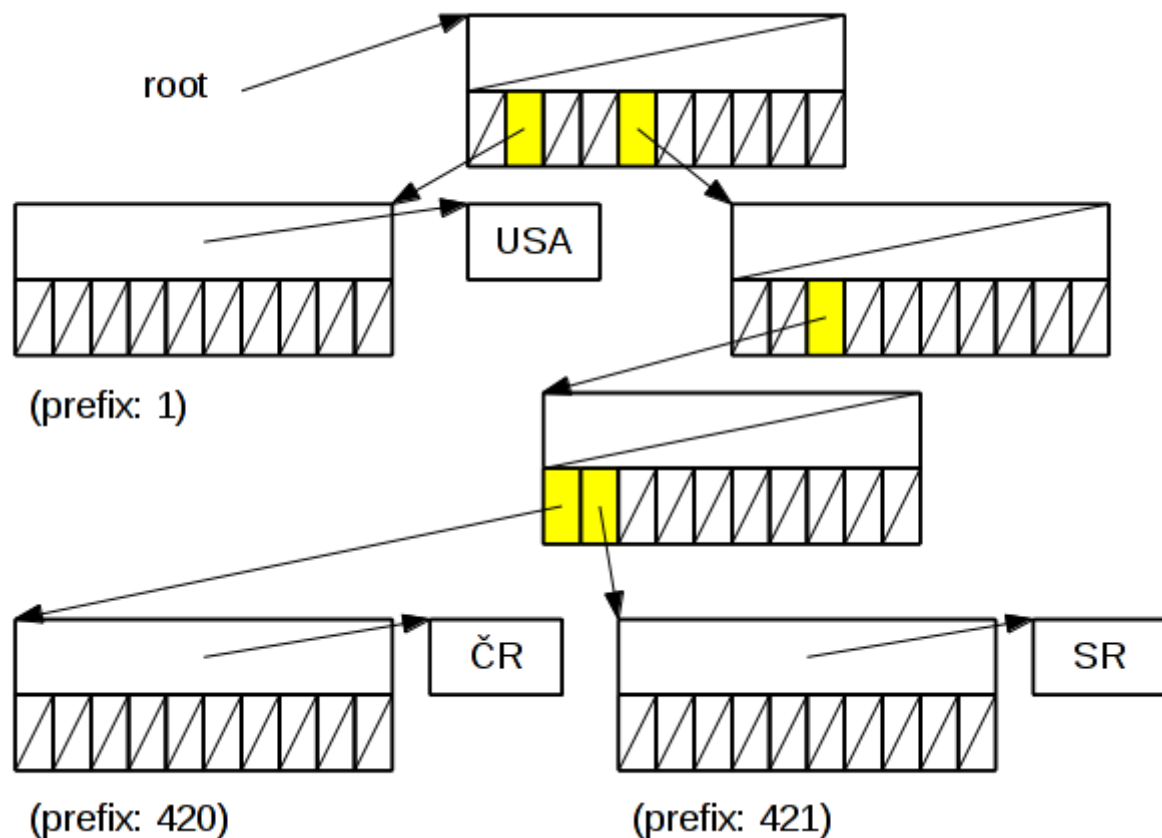 root
USA
(prefix: 1)
ČR
SR
(prefix: 420)
(prefix: 421)